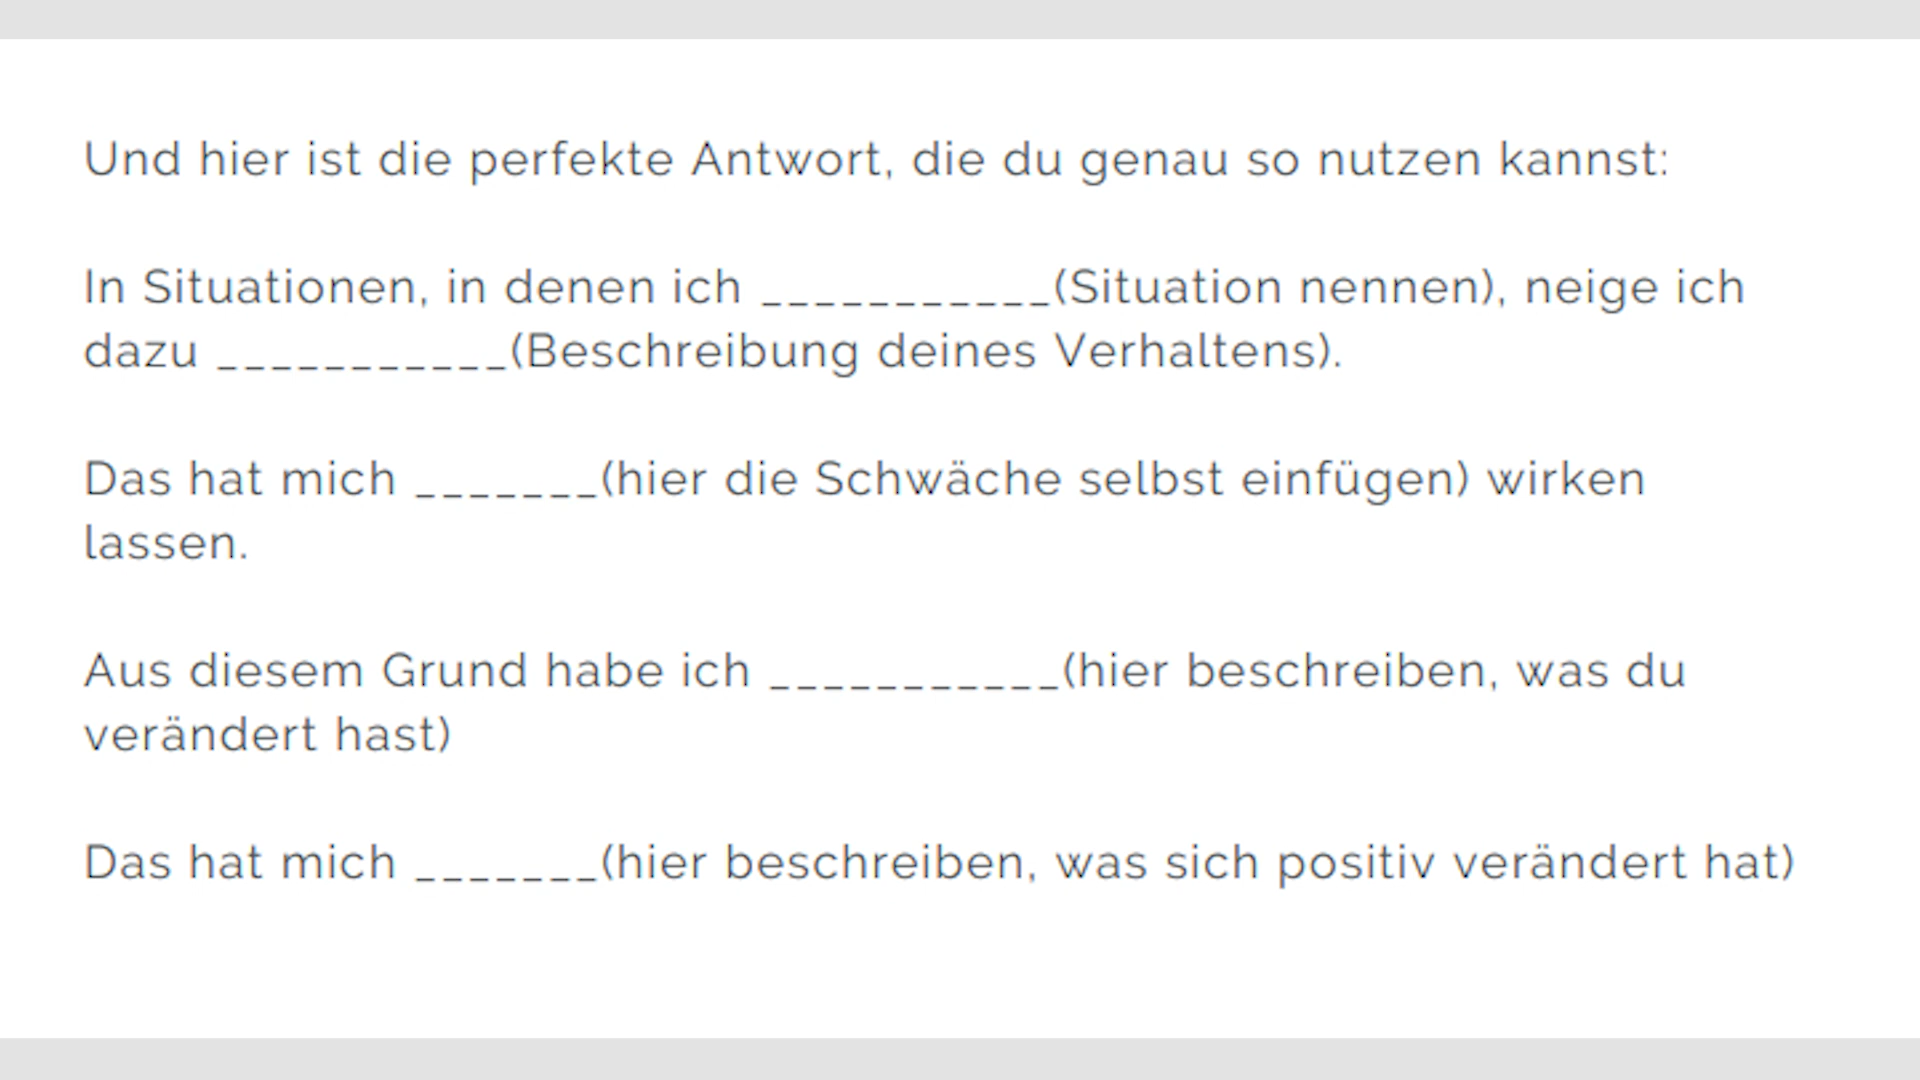 Und hier ist die perfekte Antwort, die du genau so nutzen kannst:
In Situationen, in denen ich ___________(Situation nennen), neige ich
dazu ___________(Beschreibung deines Verhaltens).
Das hat mich _______(hier die Schwäche selbst einfügen) wirken
lassen.
Aus diesem Grund habe ich ___________(hier beschreiben, was du
verändert hast)
Das hat mich _______(hier beschreiben, was sich positiv verändert hat)